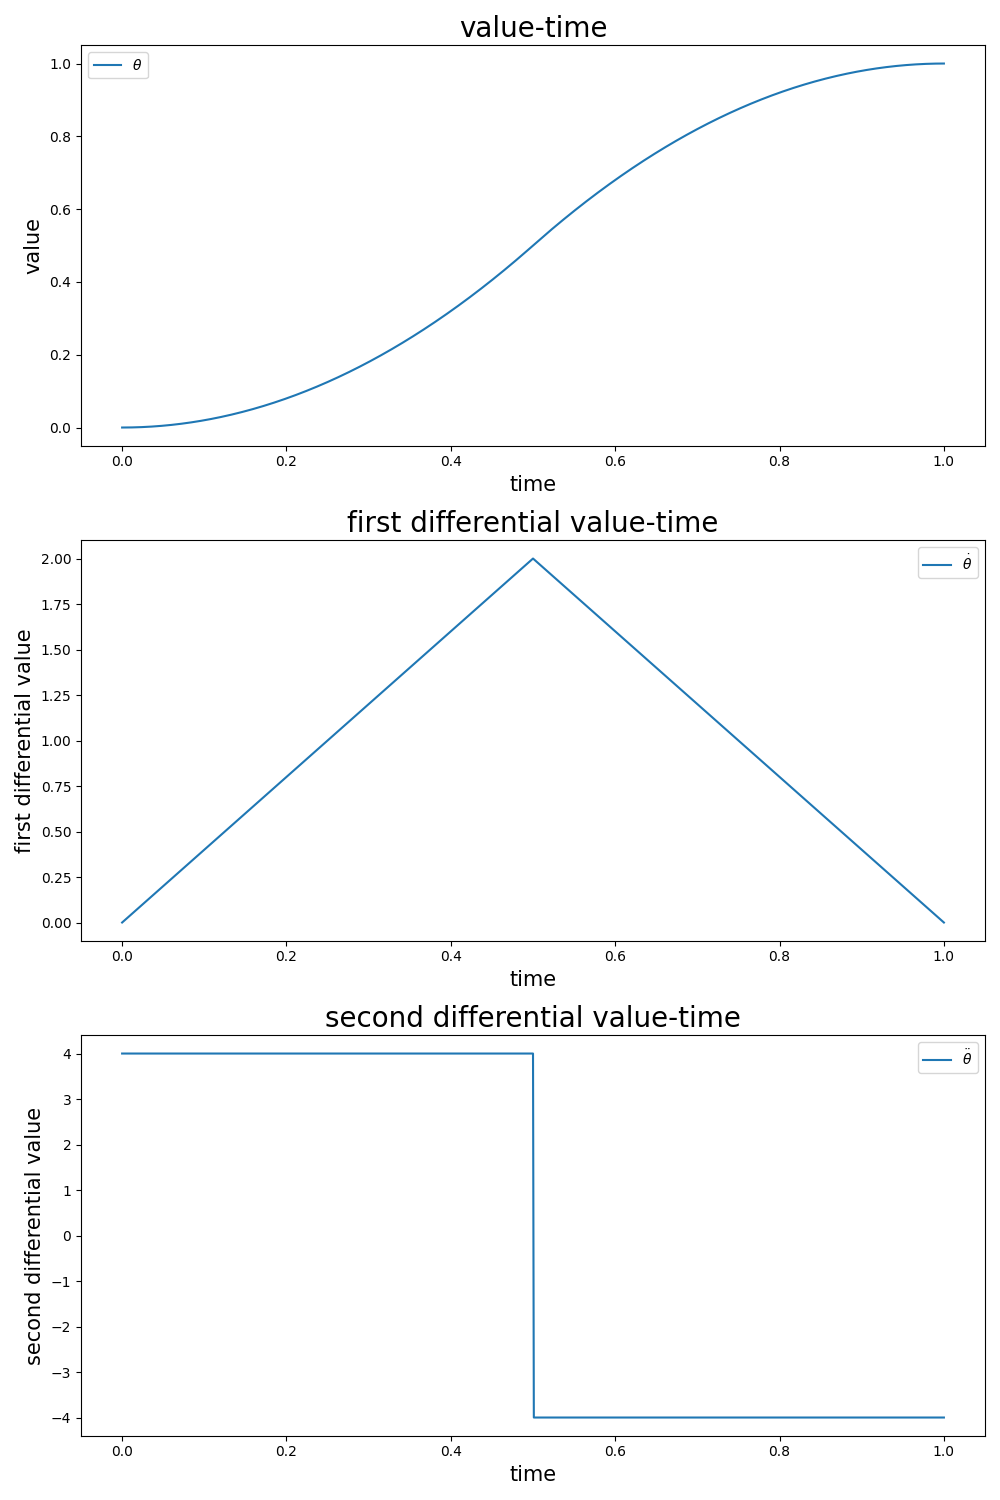 value-time
θ
1.0
0.8
0.6
0.4
0.2
0.0
value
0.0 0.2 0.4 0.6 0.8 1.0
time
first differential value-time
θ̇
2.00
1.75
1.50
1.25
1.00
0.75
0.50
0.25
0.00
first differential value
0.0 0.2 0.4 0.6 0.8 1.0
time
second differential value-time
θ̈
4
3
2
1
0
−1
−2
−3
−4
second differential value
0.0 0.2 0.4 0.6 0.8 1.0
time